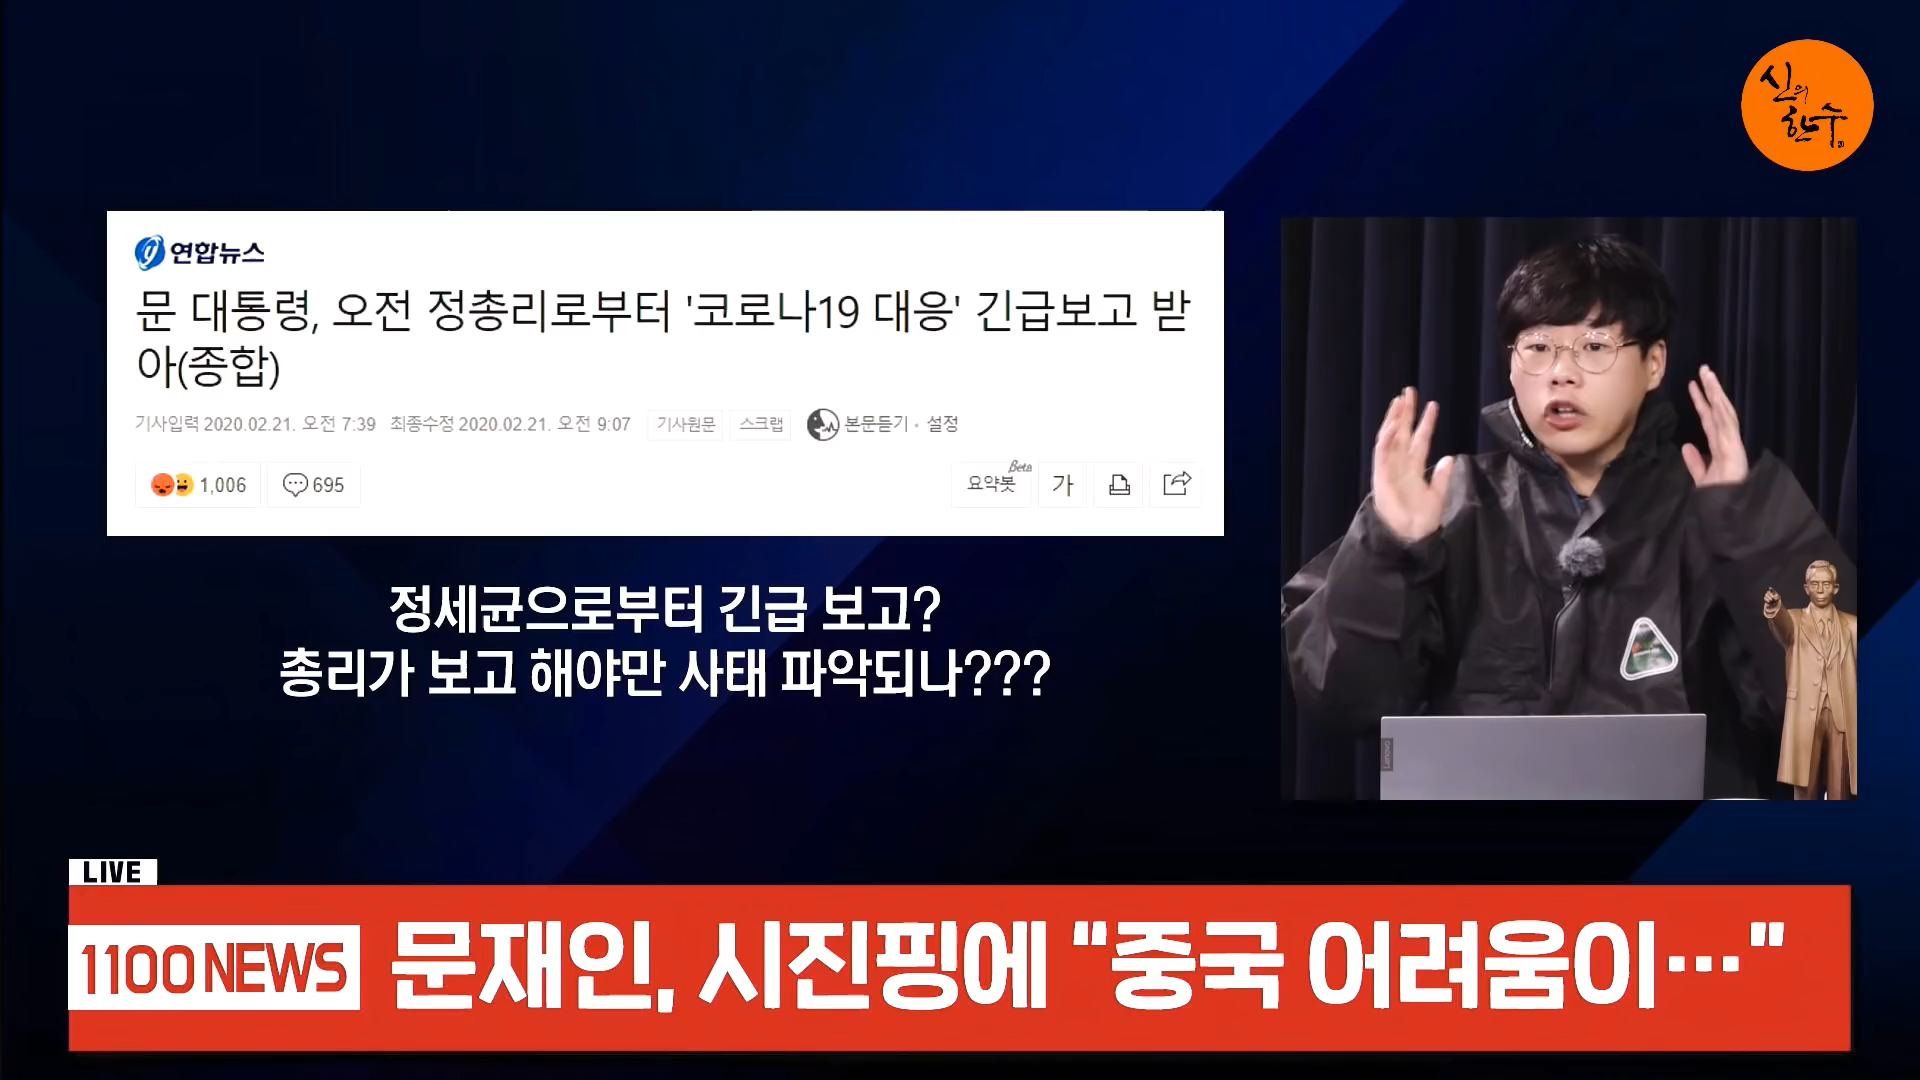 신의
한수
연합뉴스
문 대통령, 오전 정총리로부터 '코로나19 대응' 긴급보고 받
아(종합)
기사입력 2020.02.21. 오전 7:39 최종수정 2020.02.21. 오전 9:07 기사원문 스크랩 본문듣기 · 설정
1,006 695 요약봇 Beta 가
정세균으로부터 긴급 보고?
총리가 보고 해야만 사태 파악되나???
Lenovo
LIVE
1100 NEWS 문재인, 시진핑에 "중국 어려움이…"